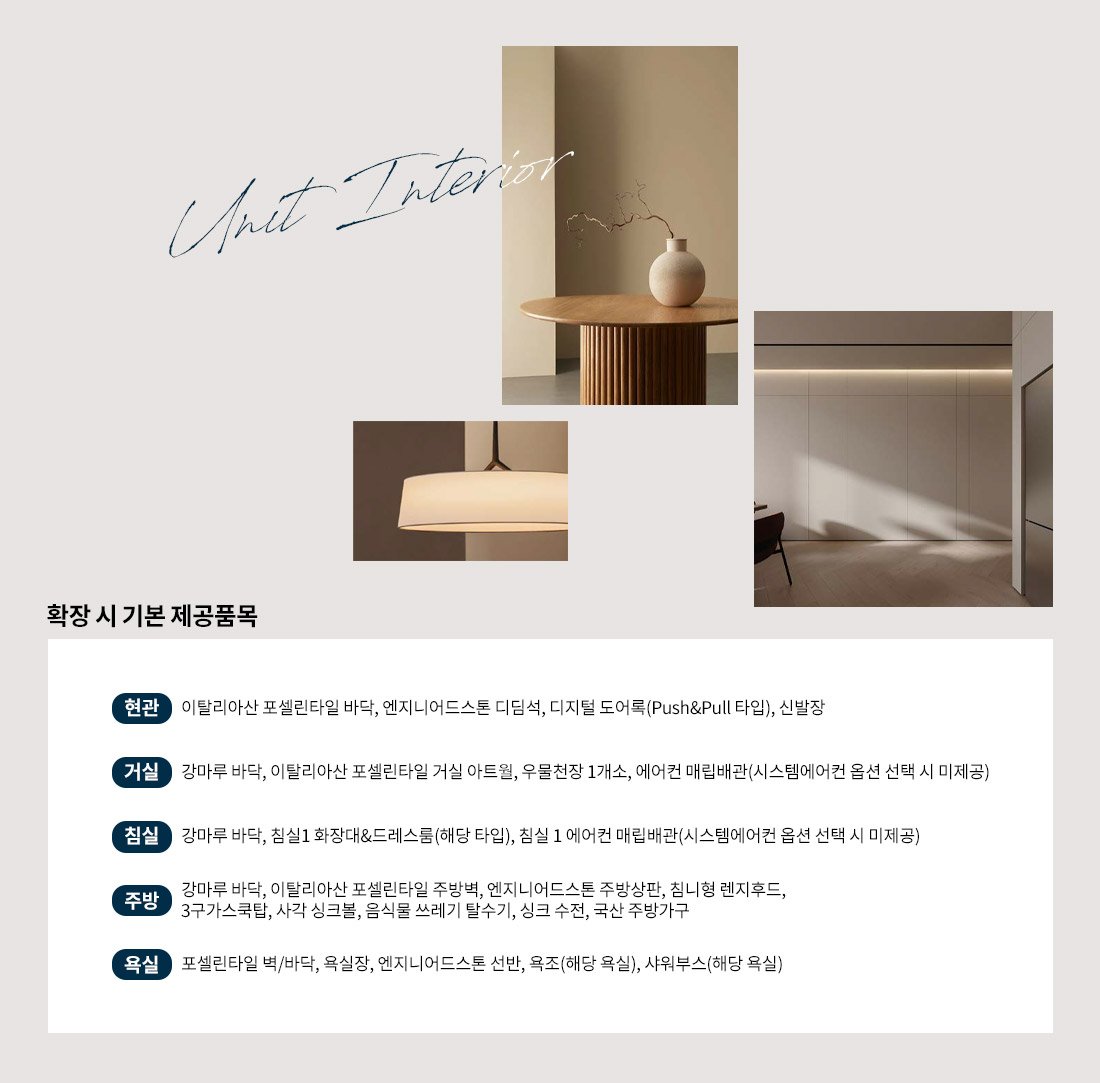 Unit Interior
확장 시 기본 제공품목
현관 이탈리아산 포셀린타일 바닥, 엔지니어드스톤 디딤석, 디지털 도어록(Push&Pull 타입), 신발장
거실 강마루 바닥, 이탈리아산 포셀린타일 거실 아트월, 우물천장 1개소, 에어컨 매립배관(시스템에어컨 옵션 선택 시 미제공)
침실 강마루 바닥, 침실1 화장대&드레스룸(해당 타입), 침실 1 에어컨 매립배관(시스템에어컨 옵션 선택 시 미제공)
주방 강마루 바닥, 이탈리아산 포셀린타일 주방벽, 엔지니어드스톤 주방상판, 침니형 렌지후드,
3구가스쿡탑, 사각 싱크볼, 음식물 쓰레기 탈수기, 싱크 수전, 국산 주방가구
욕실 포셀린타일 벽/바닥, 욕실장, 엔지니어드스톤 선반, 욕조(해당 욕실), 샤워부스(해당 욕실)